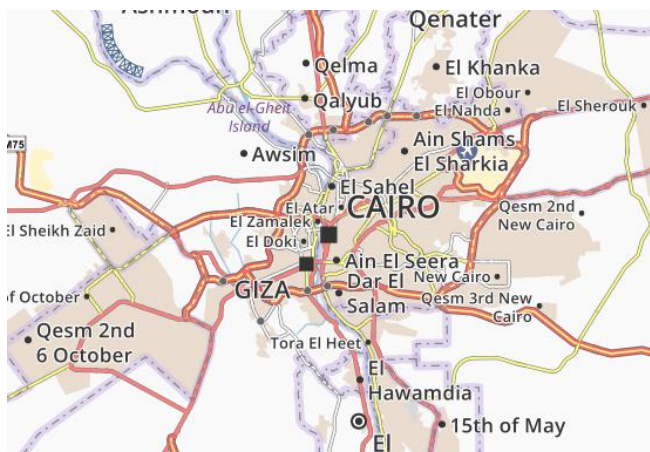 Qenater
Qelma
El Khanka
El Obour
Qalyub
El Nahda
El Sherouk
Abu el-Gheit
Island
M75
Awsim
Ain Shams
El Sharkia
El Sahel
El Atar
CAIRO
El Zamalek
Qesm 2nd
New Cairo
El Sheikh Zaid
El Doki
Ain El Seera
New Cairo
GIZA
Dar El
Salam
of October
Qesm 3rd New
Cairo
Qesm 2nd
6 October
Tora El Heet
El
Hawamdia
15th of May
El